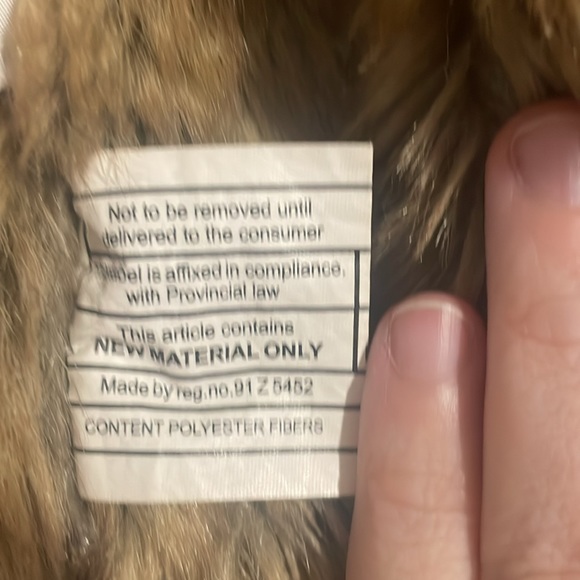 Not to be removed until
delivered to the consumer
label is affixed in compliance
with Provincial law
This article contains
NEW MATERIAL ONLY
Made by reg.no.91 Z 5452
CONTENT POLYESTER FIBERS